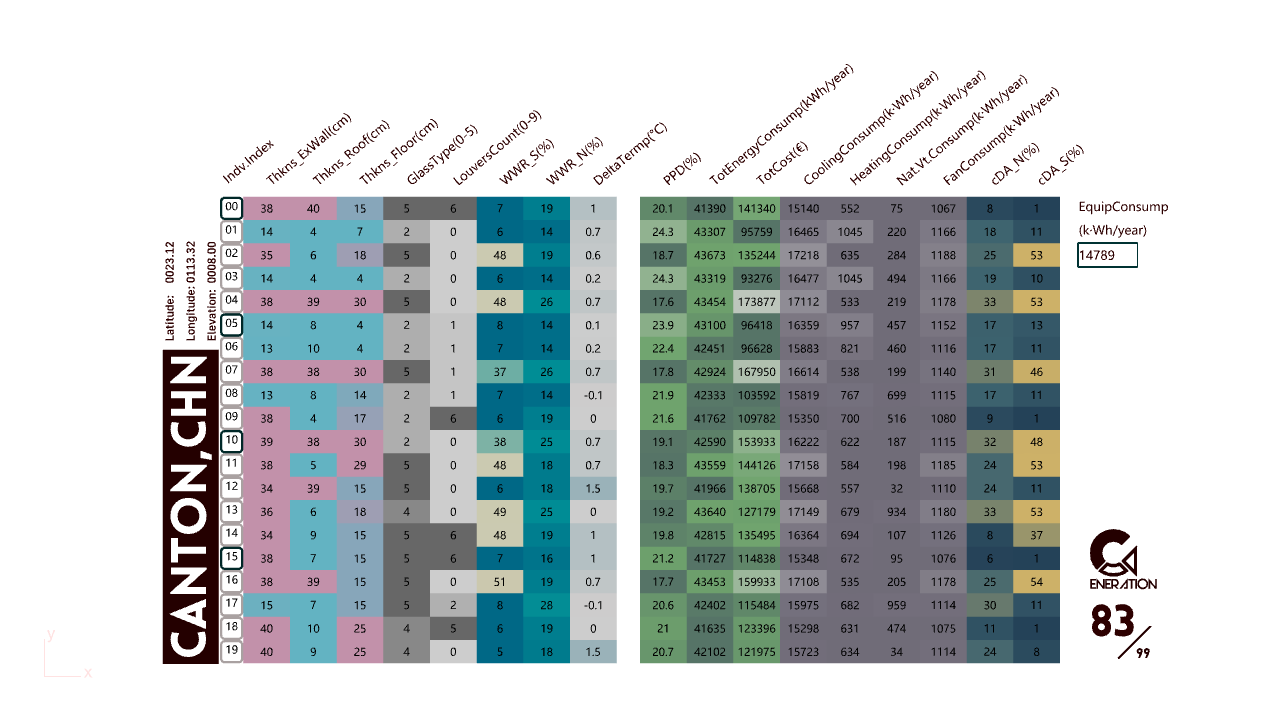 Indv.Index Thkns_ExWall(cm) Thkns_Roof(cm) Thkns_Floor(cm) GlassType(0-5) LouversCount(0-9) WWR_S(%) WWR_N(%) DeltaTermp(°C) PPD(%) TotEnergyConsump(kWh/year) TotCost(€) CoolingConsump(k·Wh/year) HeatingConsump(k·Wh/year) Nat.Vt.Consump(k·Wh/year) FanConsump(k·Wh/year) cDA_N(%) cDA_S(%)
00 38 40 15 5 6 7 19 1 20.1 41390 141340 15140 552 75 1067 8 1
01 14 4 7 2 0 6 14 0.7 24.3 43307 95759 16465 1045 220 1166 18 11
02 35 6 18 5 0 48 19 0.6 18.7 43673 135244 17218 635 284 1188 25 53
03 14 4 4 2 0 6 14 0.2 24.3 43319 93276 16477 1045 494 1166 19 10
04 38 39 30 5 0 48 26 0.7 17.6 43454 173877 17112 533 219 1178 33 53
05 14 8 4 2 1 8 14 0.1 23.9 43100 96418 16359 957 457 1152 17 13
06 13 10 4 2 1 7 14 0.2 22.4 42451 96628 15883 821 460 1116 17 11
07 38 38 30 5 1 37 26 0.7 17.8 42924 167950 16614 538 199 1140 31 46
08 13 8 14 2 1 7 14 -0.1 21.9 42333 103592 15819 767 699 1115 17 11
09 38 4 17 2 6 6 19 0 21.6 41762 109782 15350 700 516 1080 9 1
10 39 38 30 2 0 38 25 0.7 19.1 42590 153933 16222 622 187 1115 32 48
11 38 5 29 5 0 48 18 0.7 18.3 43559 144126 17158 584 198 1185 24 53
12 34 39 15 5 0 6 18 1.5 19.7 41966 138705 15668 557 32 1110 24 11
13 36 6 18 4 0 49 25 0 19.2 43640 127179 17149 679 934 1180 33 53
14 34 9 15 5 6 48 19 1 19.8 42815 135495 16364 694 107 1126 8 37
15 38 7 15 5 6 7 16 1 21.2 41727 114838 15348 672 95 1076 6 1
16 38 39 15 5 0 51 19 0.7 17.7 43453 159933 17108 535 205 1178 25 54
17 15 7 15 5 2 8 28 -0.1 20.6 42402 115484 15975 682 959 1114 30 11
18 40 10 25 4 5 6 19 0 21 41635 123396 15298 631 474 1075 11 1
19 40 9 25 4 0 5 18 1.5 20.7 42102 121975 15723 634 34 1114 24 8
Latitude: 0023.12
Longitude: 0113.32
Elevation: 0008.00
CANTON,CHN
EquipConsump
(k·Wh/year)
14789
G
ENERATION
83/99
y
x